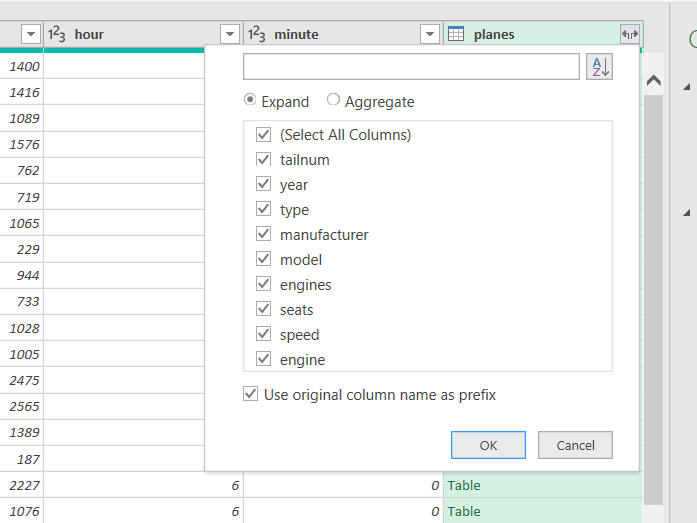 1²3 hour 1²3 minute planes
1400
1416
1089
1576
762
719
1065
229
944
733
1028
1005
2475
2565
1389
187
A
Z
Expand Aggregate
(Select All Columns)
tailnum
year
type
manufacturer
model
engines
seats
speed
engine
Use original column name as prefix
OK Cancel
2227 6 0 Table
1076 6 0 Table